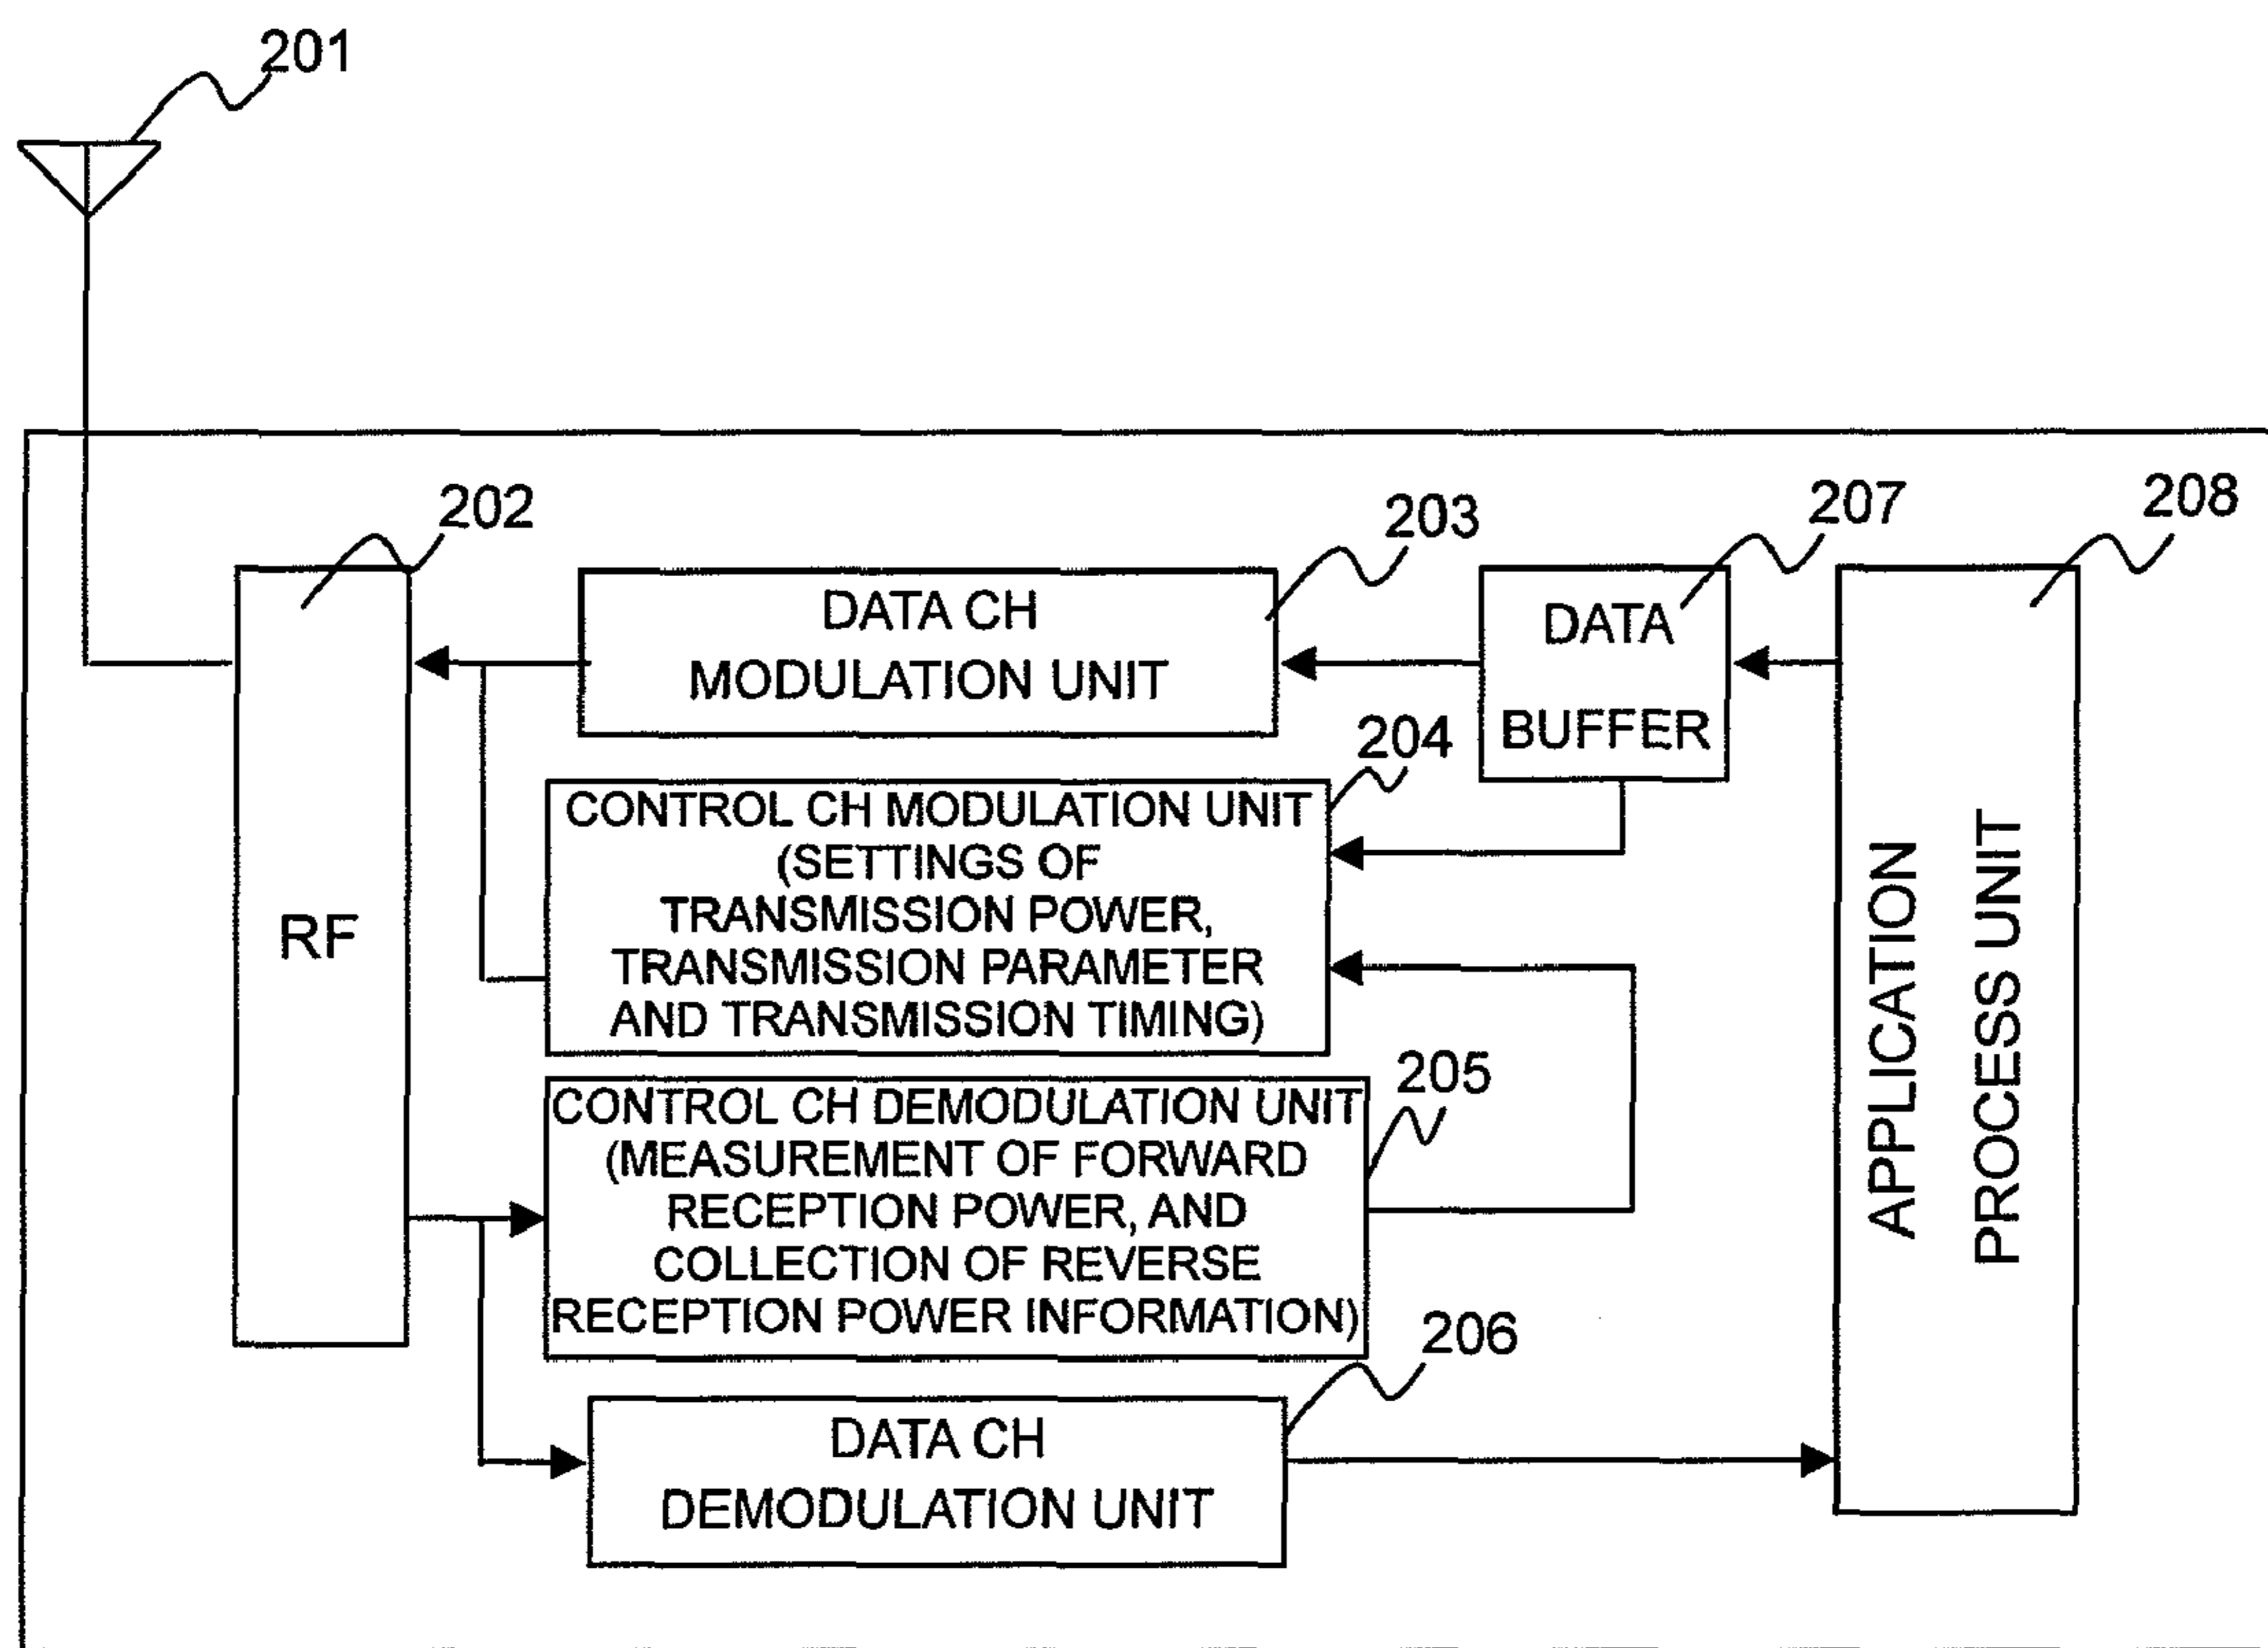 201
202
203
207
208
DATA CH
MODULATION UNIT
DATA
BUFFER
204
CONTROL CH MODULATION UNIT
(SETTINGS OF
TRANSMISSION POWER,
TRANSMISSION PARAMETER
AND TRANSMISSION TIMING)
RF
APPLICATION
PROCESS UNIT
205
CONTROL CH DEMODULATION UNIT
(MEASUREMENT OF FORWARD
RECEPTION POWER, AND
COLLECTION OF REVERSE
RECEPTION POWER INFORMATION)
206
DATA CH
DEMODULATION UNIT